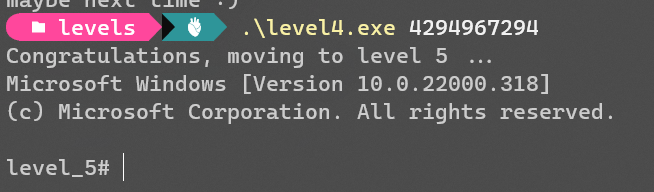 maybe next time :)
levels .\level4.exe 4294967294
Congratulations, moving to level 5 ...
Microsoft Windows [Version 10.0.22000.318]
(c) Microsoft Corporation. All rights reserved.
level_5#